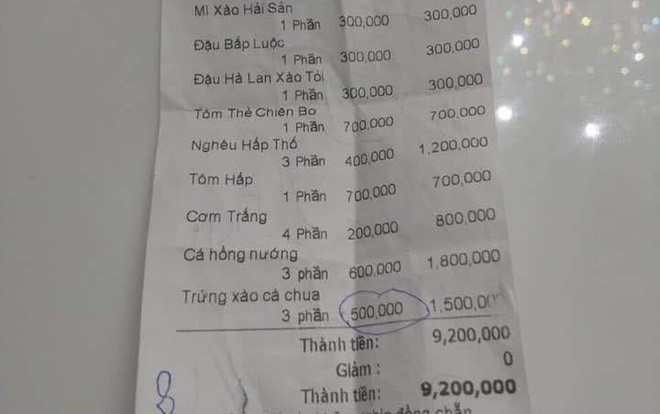 Mì Xào Hải Sản
1 Phần 300,000 300,000
Đậu Bắp Luộc
1 Phần 300,000 300,000
Đậu Hà Lan Xào Tỏi
1 Phần 300,000 300,000
Tôm Thẻ Chiên Bơ
1 Phần 700,000 700,000
Nghêu Hấp Thố
3 Phần 400,000 1,200,000
Tôm Hấp
1 Phần 700,000 700,000
Cơm Trắng
4 Phần 200,000 800,000
Cá hồng nướng
3 phần 600,000 1,800,000
Trứng xào cà chua
3 phần 500,000 1,500,00
Thành tiền: 9,200,000
Giảm : 0
Thành tiền: 9,200,000
đồng chẵn